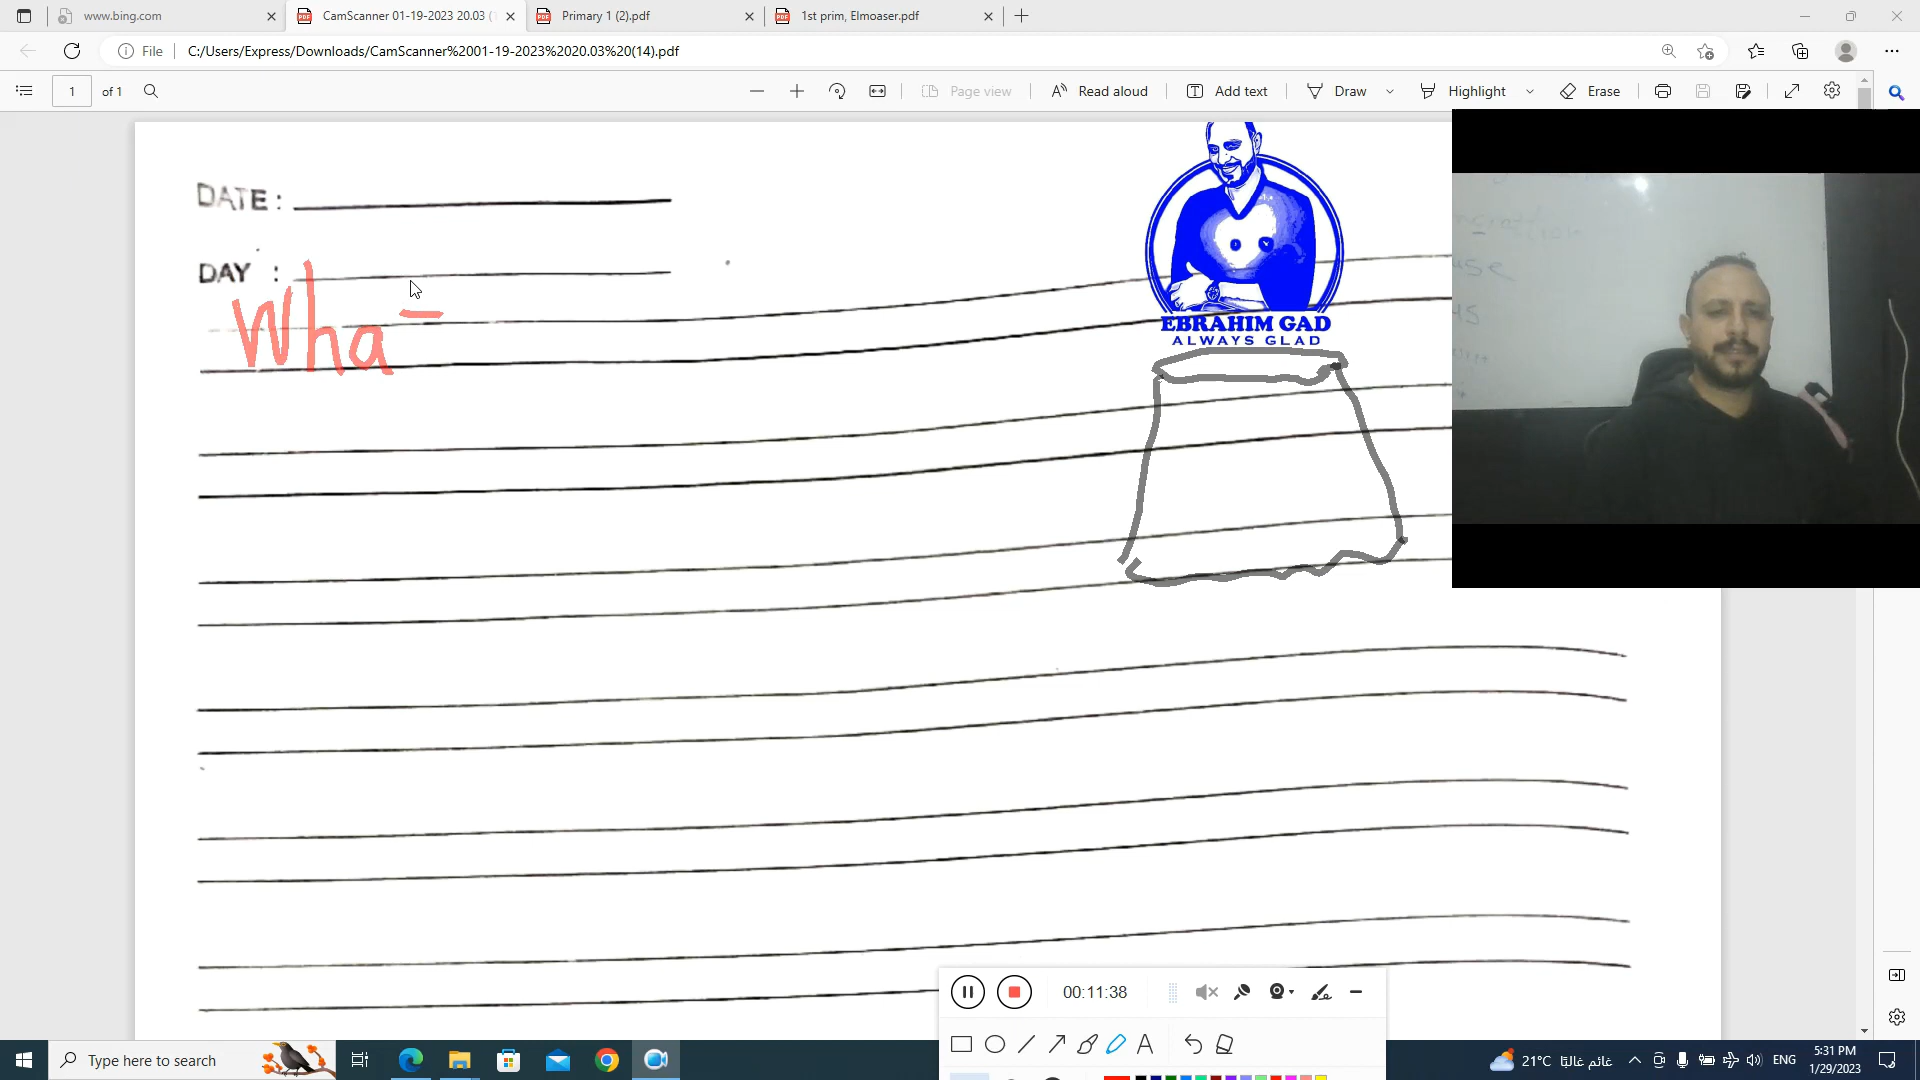 www.bing.com
CamScanner 01-19-2023 20.03 (
Primary 1 (2).pdf
1st prim, Elmoaser.pdf
File
C:/Users/Express/Downloads/CamScanner%2001-19-2023%2020.03%20(14).pdf
1
of 1
Page view
Read aloud
Add text
Draw
Highlight
Erase
DATE :
DAY :
Wha
EBRAHIM GAD
ALWAYS GLAD
00:11:38
Type here to search
21°C غائم غالبًا
ENG
5:31 PM
1/29/2023